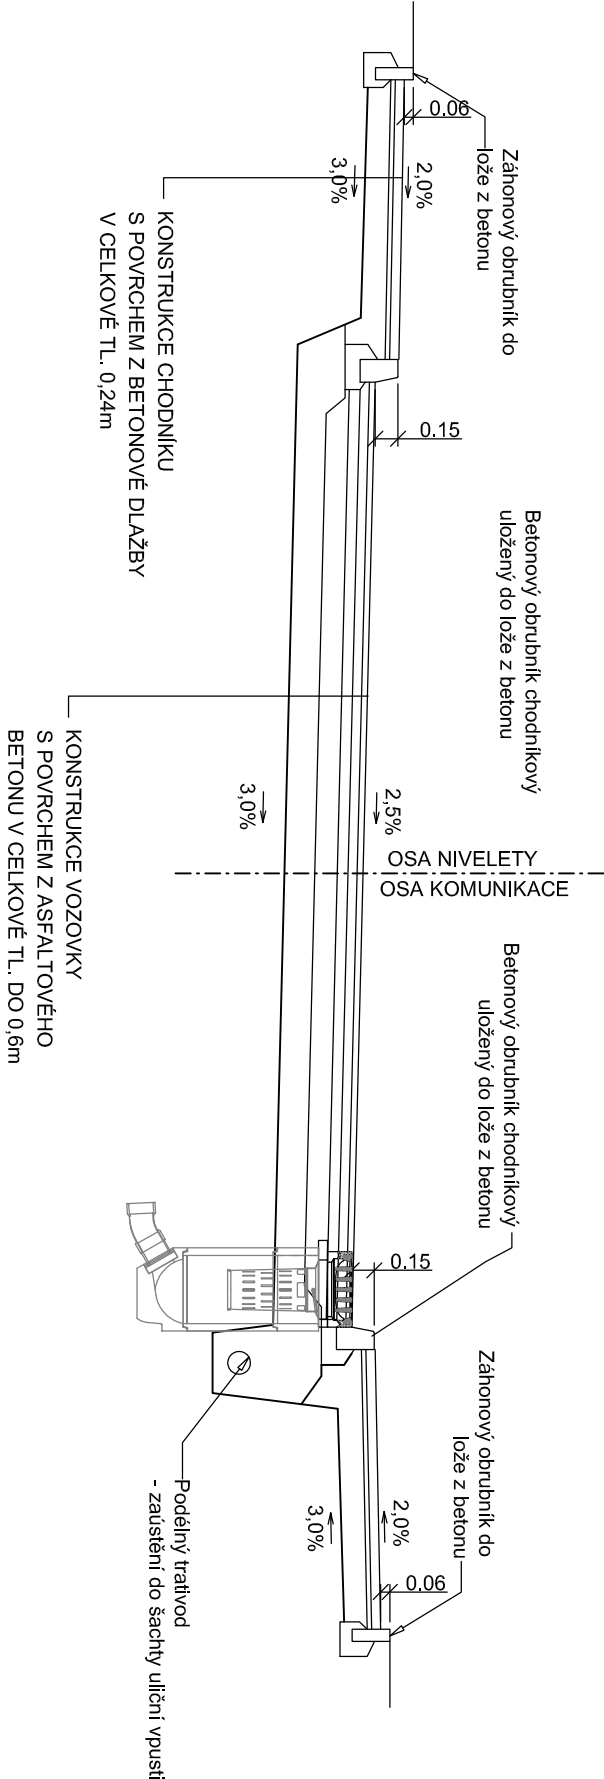 0.06
Záhonový obrubník do
lože z betonu
2,0%
3,0%
KONSTRUKCE CHODNÍKU
S POVRCHEM Z BETONOVÉ DLAŽBY
V CELKOVÉ TL. 0,24m
0.15
Betonový obrubník chodníkový
uložený do lože z betonu
KONSTRUKCE VOZOVKY
S POVRCHEM Z ASFALTOVÉHO
BETONU V CELKOVÉ TL. DO 0,6m
2,5%
3,0%
OSA NIVELETY
OSA KOMUNIKACE
Betonový obrubník chodníkový
uložený do lože z betonu
0.15
Záhonový obrubník do
lože z betonu
2,0%
3,0%
0,06
Podélný trativod
- zaústění do šachty uliční vpusti